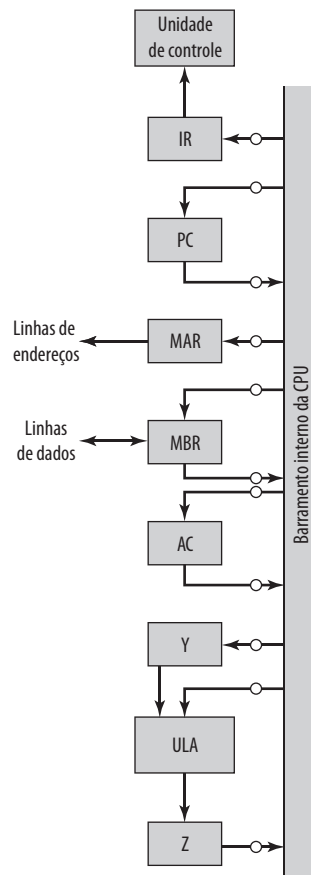 Unidade
de controle
IR
PC
Linhas de
endereços
MAR
Linhas
de dados
MBR
AC
Y
ULA
Z
Barramento interno da CPU